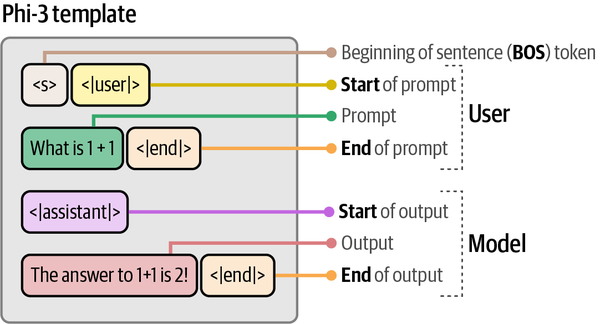 Phi-3 template
Beginning of sentence (BOS) token
<s> <|user|>
Start of prompt
Prompt
User
What is 1 + 1 <|end|>
End of prompt
<|assistant|>
Start of output
Output
Model
The answer to 1+1 is 2! <|end|>
End of output